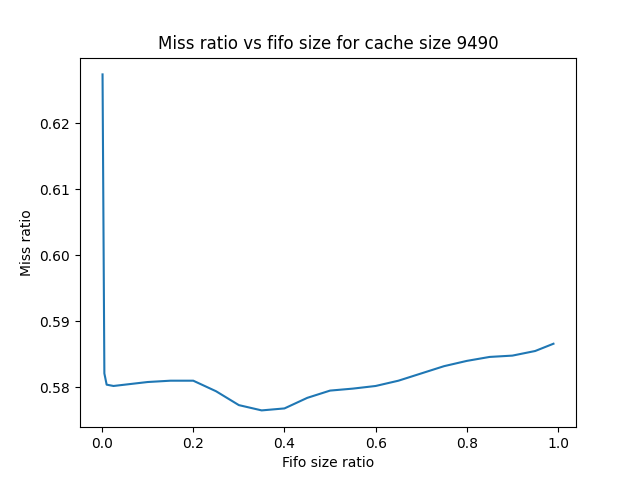 Miss ratio vs fifo size for cache size 9490
0.62
0.61
0.60
0.59
0.58
Miss ratio
0.0 0.2 0.4 0.6 0.8 1.0
Fifo size ratio